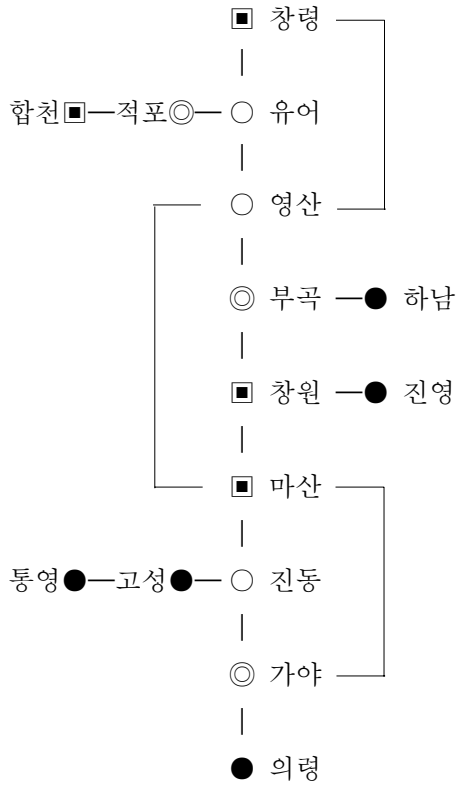 ▣ 창령
합천▣—적포◎—○ 유어
○ 영산
◎ 부곡 —● 하남
▣ 창원 —● 진영
▣ 마산
통영●—고성●—○ 진동
◎ 가야
● 의령